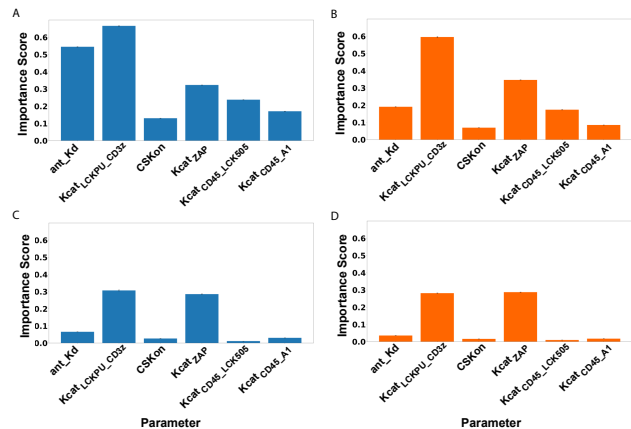 A
Importance Score
0.6
0.5
0.4
0.3
0.2
0.1
0.0
ant_Kd
Kcat LCKPU_CD3z
CSKon
Kcat ZAP
Kcat CD45_LCK505
Kcat CD45_A1
B
Importance Score
0.6
0.5
0.4
0.3
0.2
0.1
0.0
ant_Kd
Kcat LCKPU_CD3z
CSKon
Kcat ZAP
Kcat CD45_LCK505
Kcat CD45_A1
C
Importance Score
0.6
0.5
0.4
0.3
0.2
0.1
0.0
ant_Kd
Kcat LCKPU_CD3z
CSKon
Kcat ZAP
Kcat CD45_LCK505
Kcat CD45_A1
Parameter
D
Importance Score
0.6
0.5
0.4
0.3
0.2
0.1
0.0
ant_Kd
Kcat LCKPU_CD3z
CSKon
Kcat ZAP
Kcat CD45_LCK505
Kcat CD45_A1
Parameter